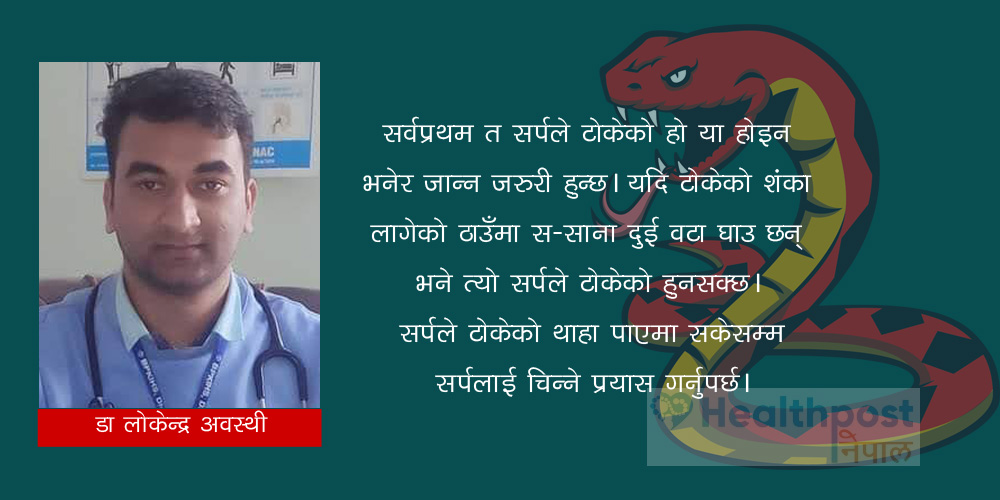 सर्वप्रथम त सर्पले टोकेको हो या होइन
भनेर जान्न जरुरी हुन्छ। यदि टोकेको शंका
लागेको ठाउँमा स-साना दुई वटा घाउ छन्
भने त्यो सर्पले टोकेको हुनसक्छ।
सर्पले टोकेको थाहा पाएमा सकेसम्म
सर्पलाई चिन्ने प्रयास गर्नुपर्छ।
डा लोकेन्द्र अवस्थी
Healthpost
नेपाल
NAC